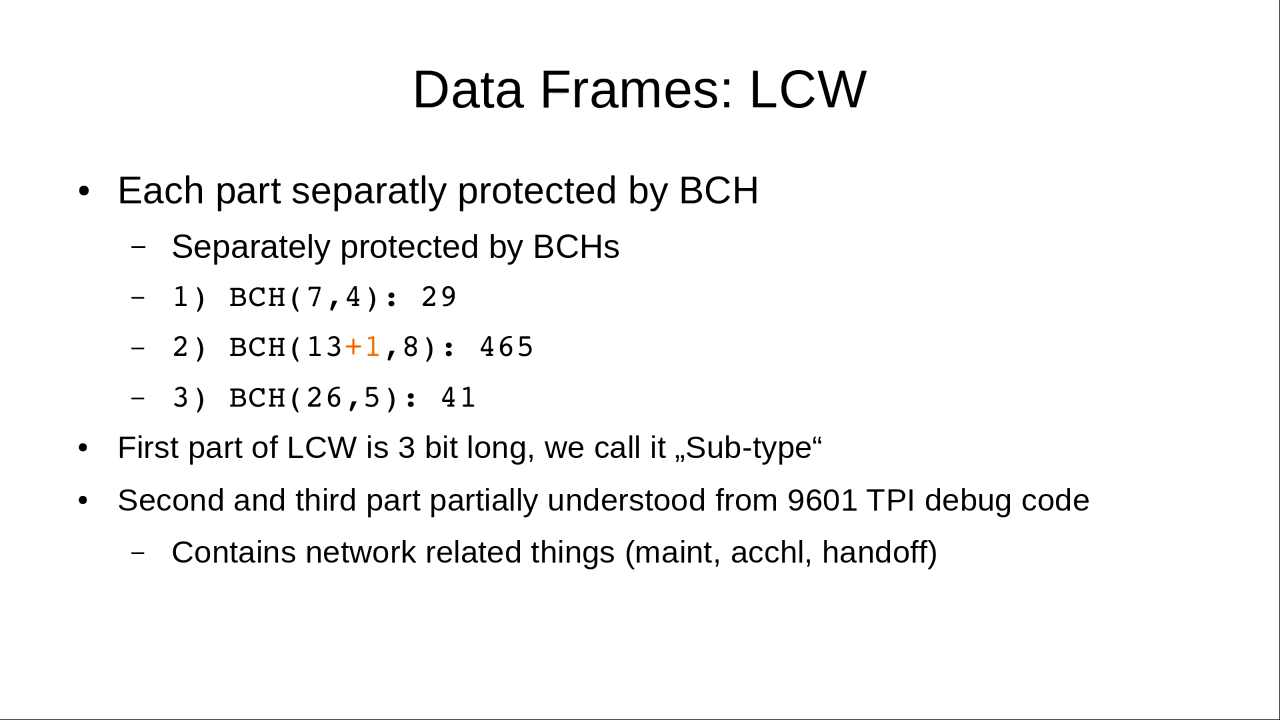 Data Frames: LCW
• Each part separatly protected by BCH
– Separately protected by BCHs
– 1) BCH(7,4): 29
– 2) BCH(13+1,8): 465
– 3) BCH(26,5): 41
• First part of LCW is 3 bit long, we call it „Sub-type“
• Second and third part partially understood from 9601 TPI debug code
– Contains network related things (maint, acchl, handoff)